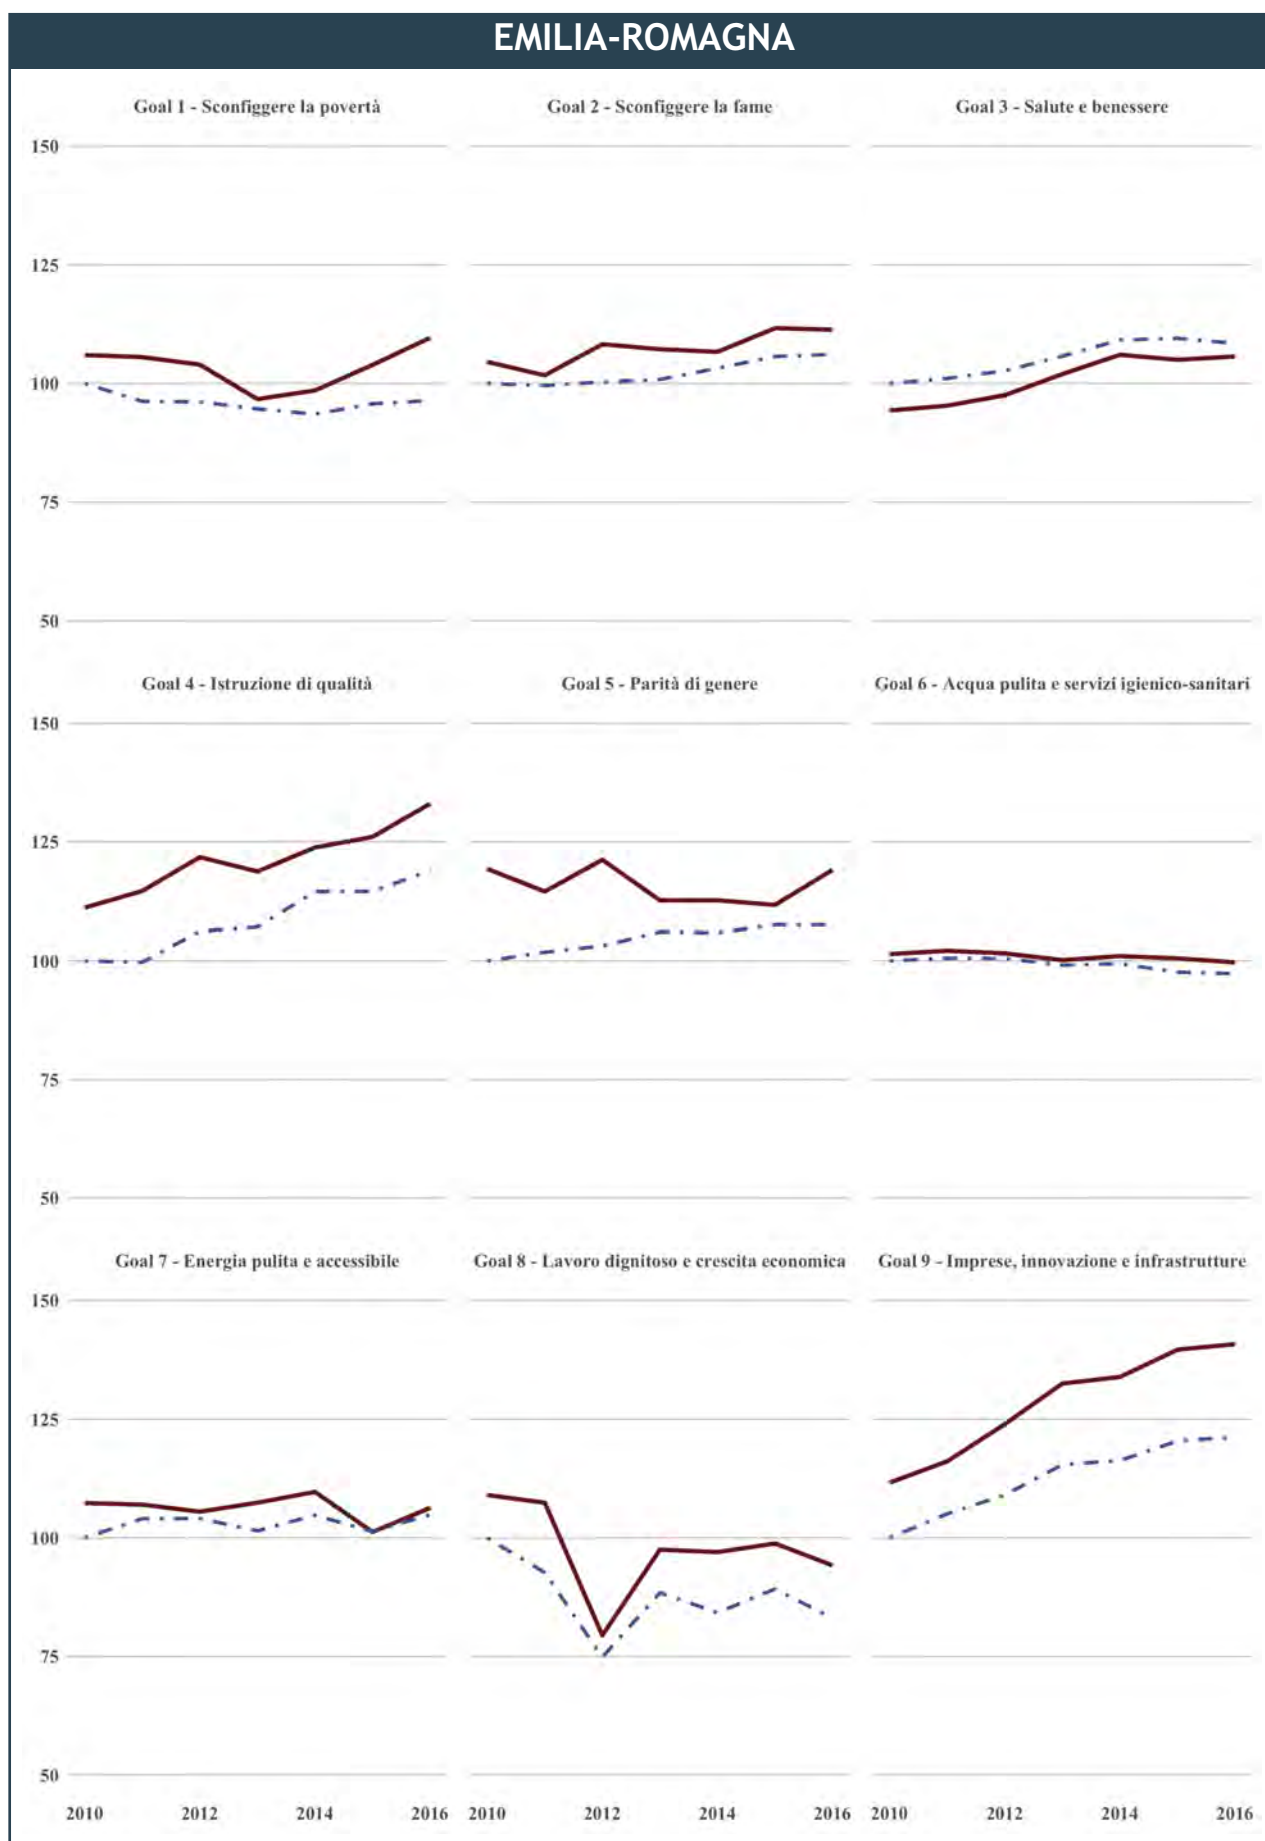 EMILIA-ROMAGNA
Goal 1 - Sconfiggere la povertà
Goal 2 - Sconfiggere la fame
Goal 3 - Salute e benessere
150
125
100
75
50
Goal 4 - Istruzione di qualità
Goal 5 - Parità di genere
Goal 6 - Acqua pulita e servizi igienico-sanitari
150
125
100
75
50
Goal 7 - Energia pulita e accessibile
Goal 8 - Lavoro dignitoso e crescita economica
Goal 9 - Imprese, innovazione e infrastrutture
150
125
100
75
50
2010 2012 2014 2016
2010 2012 2014 2016
2010 2012 2014 2016